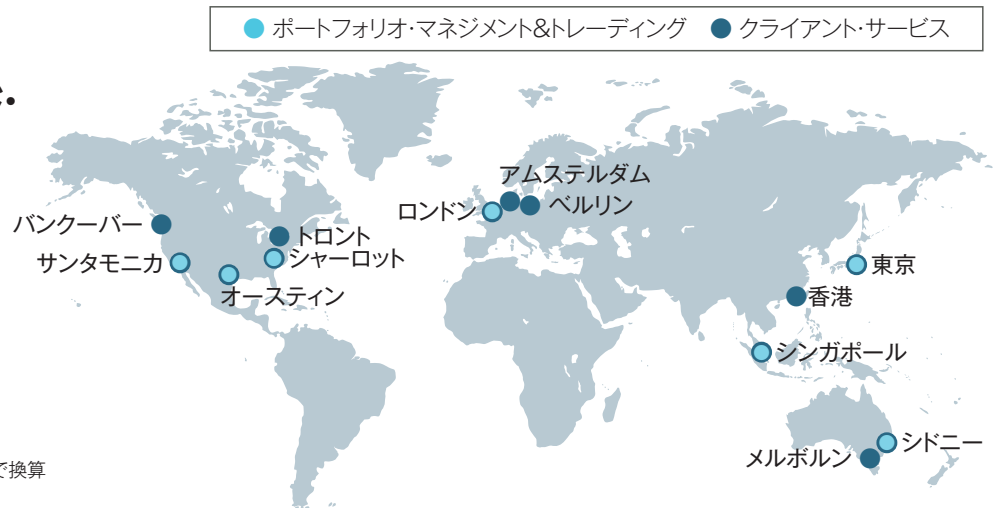 ポートフォリオ・マネジメント&トレーディング
クライアント・サービス
アムステルダム
ロンドン
ベルリン
バンクーバー
トロント
サンタモニカ
シャーロット
オースティン
東京
香港
シンガポール
シドニー
メルボルン
で換算